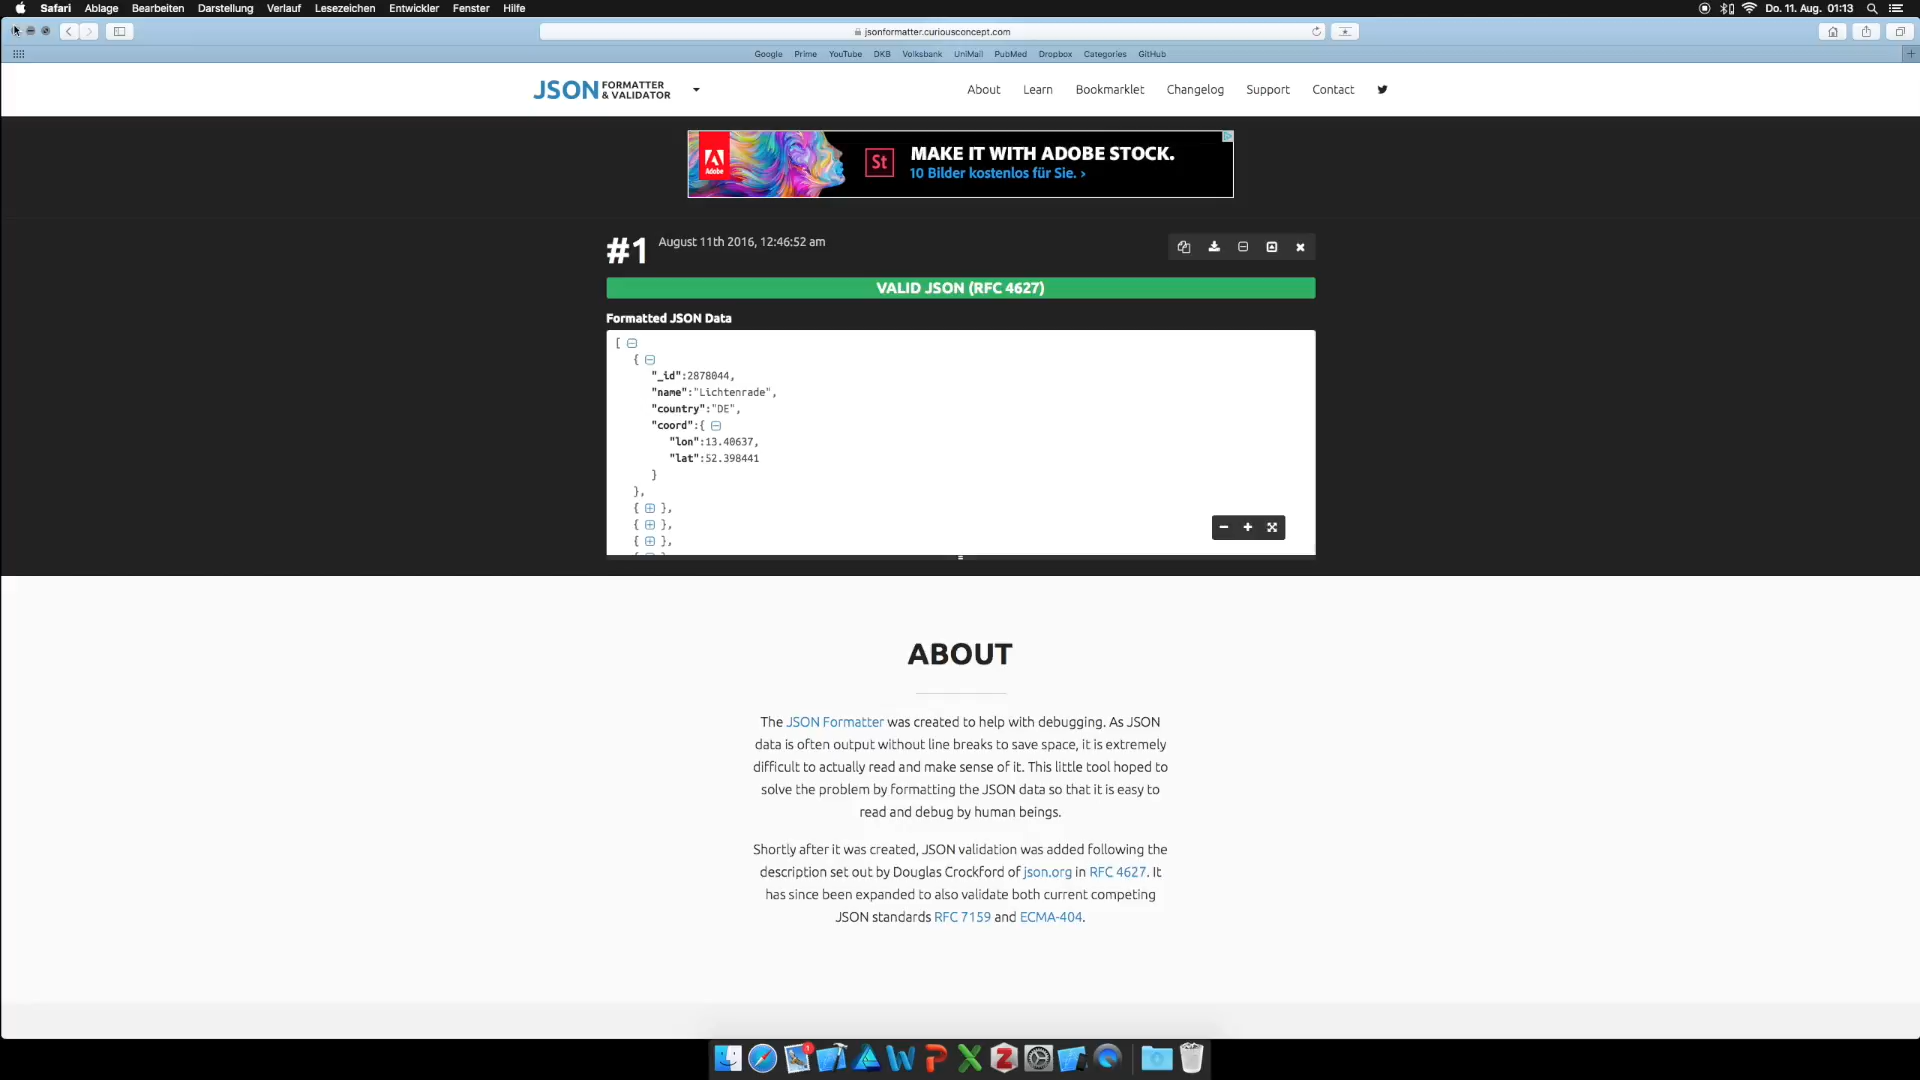 Safari Ablage Bearbeiten Darstellung Verlauf Lesezeichen Entwickler Fenster Hilfe Do. 11. Aug. 01:13
jsonformatter.curiousconcept.com
Google Prime YouTube DKB Volksbank UniMail PubMed Dropbox Categories GitHub
JSON FORMATTER & VALIDATOR About Learn Bookmarklet Changelog Support Contact
Adobe St MAKE IT WITH ADOBE STOCK.
10 Bilder kostenlos für Sie. ›
#1 August 11th 2016, 12:46:52 am
VALID JSON (RFC 4627)
Formatted JSON Data
[
{
"_id":2878044,
"name":"Lichtenrade",
"country":"DE",
"coord":{
"lon":13.40637,
"lat":52.398441
}
},
{ },
{ },
{ },
ABOUT
The JSON Formatter was created to help with debugging. As JSON
data is often output without line breaks to save space, it is extremely
difficult to actually read and make sense of it. This little tool hoped to
solve the problem by formatting the JSON data so that it is easy to
read and debug by human beings.
Shortly after it was created, JSON validation was added following the
description set out by Douglas Crockford of json.org in RFC 4627. It
has since been expanded to also validate both current competing
JSON standards RFC 7159 and ECMA-404.